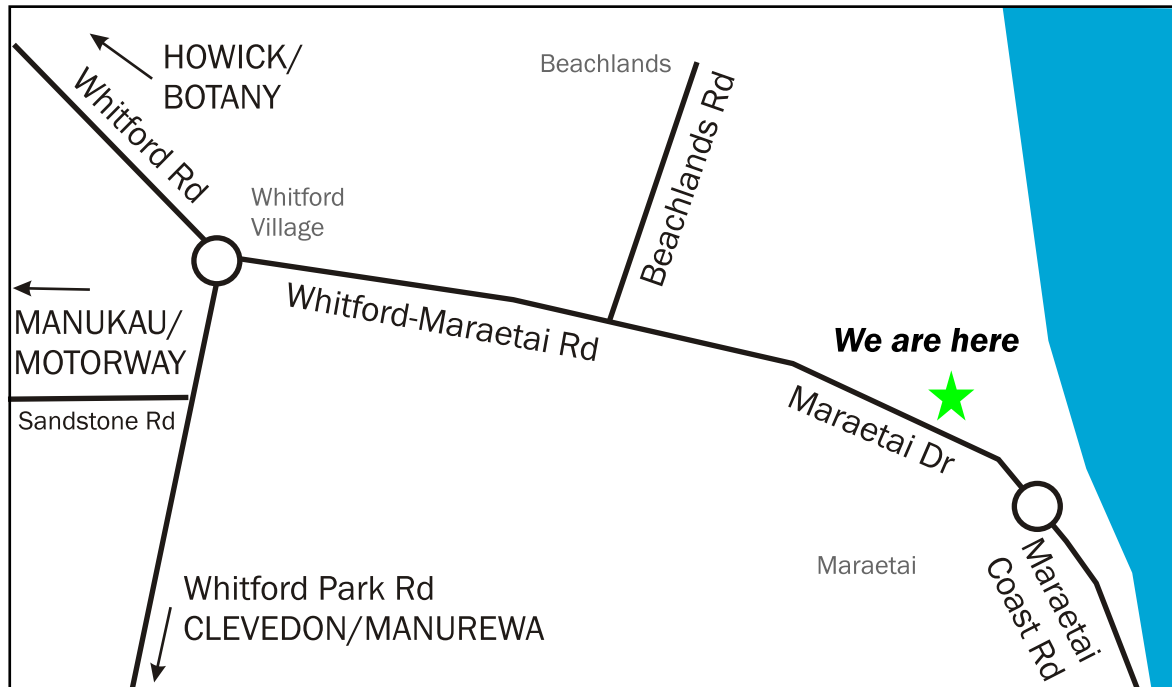 HOWICK/
BOTANY
Whitford Rd
Beachlands
Beachlands Rd
Whitford
Village
MANUKAU/
MOTORWAY
Sandstone Rd
Whitford-Maraetai Rd
We are here
Maraetai Dr
Maraetai
Maraetai
Coast Rd
Whitford Park Rd
CLEVEDON/MANUREWA